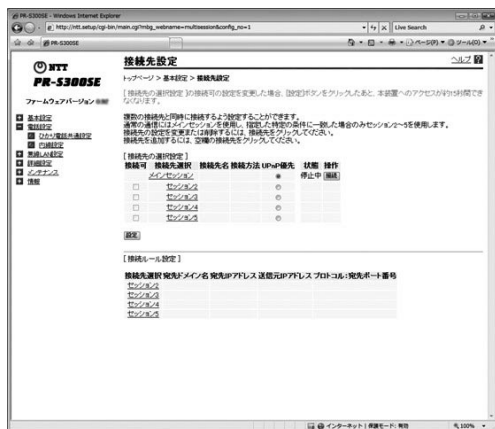 PR-S300SE - Windows Internet Explorer
http://ntt.setup/cgi-bin/main.cgi?mbg_webname=multisession&config_no=1
Live Search
PR-S300SE
ページ(P)
ツール(O)
NTT
PR-S300SE
ファームウェアバージョン
基本設定
電話設定
ひかり電話共通設定
内線設定
無線LAN設定
詳細設定
メンテナンス
情報
接続先設定
ヘルプ
トップページ > 基本設定 > 接続先設定
[ 接続先の選択設定 ]の接続可の設定を変更した場合、[設定]ボタンをクリックしたあと、本装置へのアクセスが約5秒間できなくなります。
複数の接続先と同時に接続するよう設定することができます。
通常の通信にはメインセッションを使用し、指定した特定の条件に一致した場合のみセッション2~5を使用します。
接続先の設定を変更または削除するには、接続先をクリックしてください。
接続先を追加するには、空欄の接続先をクリックしてください。
[ 接続先の選択設定 ]
接続可 接続先選択 接続先名 接続方法 UPnP優先 状態 操作
メインセッション 停止中 接続
セッション2
セッション3
セッション4
セッション5
設定
[ 接続ルール設定 ]
接続先選択 宛先ドメイン名 宛先IPアドレス 送信元IPアドレス プロトコル:宛先ポート番号
セッション2
セッション3
セッション4
セッション5
インターネット | 保護モード: 無効
100%